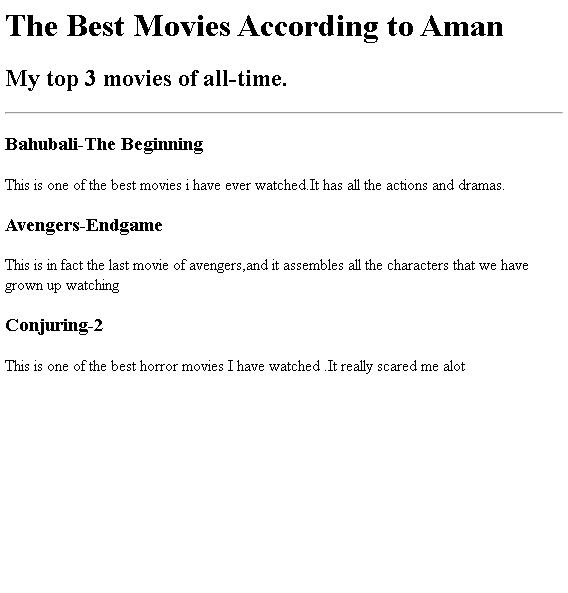 The Best Movies According to Aman
My top 3 movies of all-time.
Bahubali-The Beginning
This is one of the best movies i have ever watched.It has all the actions and dramas.
Avengers-Endgame
This is in fact the last movie of avengers,and it assembles all the characters that we have
grown up watching
Conjuring-2
This is one of the best horror movies I have watched .It really scared me alot